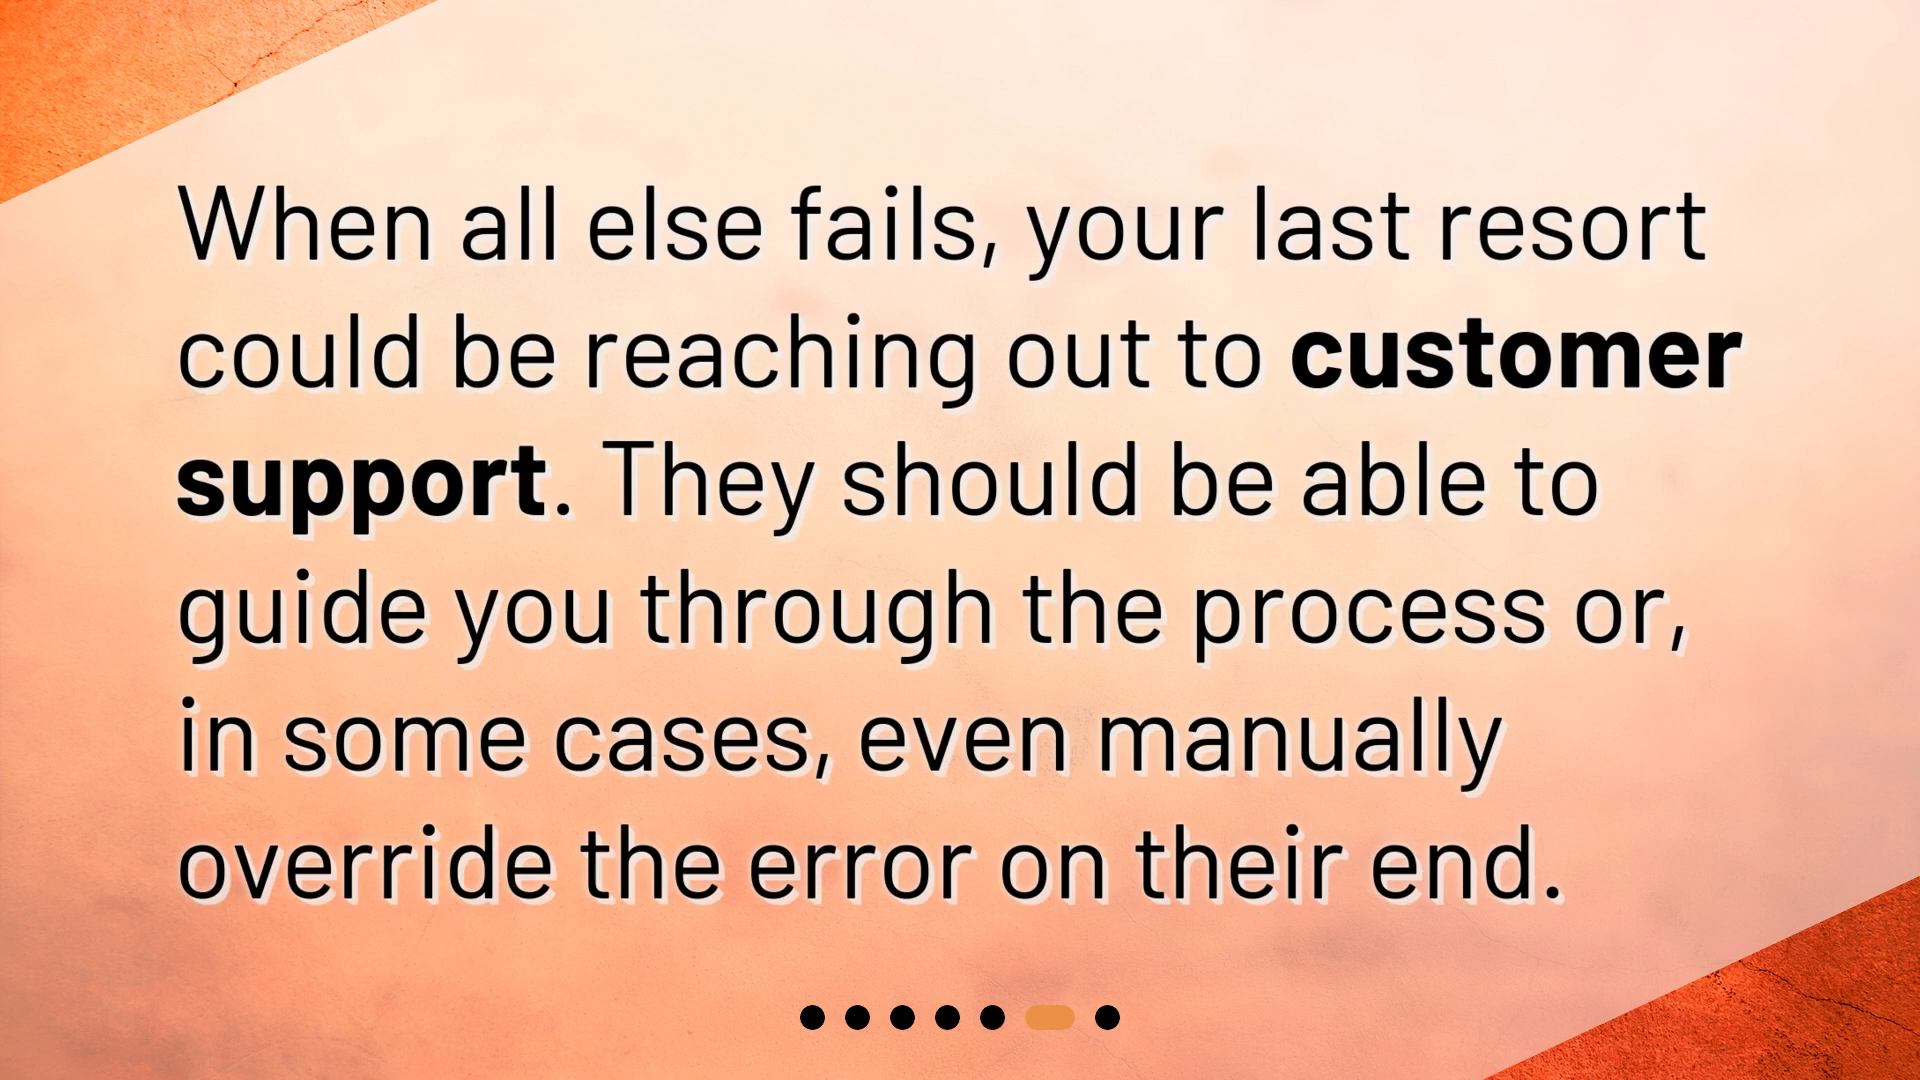 When all else fails, your last resort
could be reaching out to customer
support. They should be able to
guide you through the process or,
in some cases, even manually
override the error on their end.